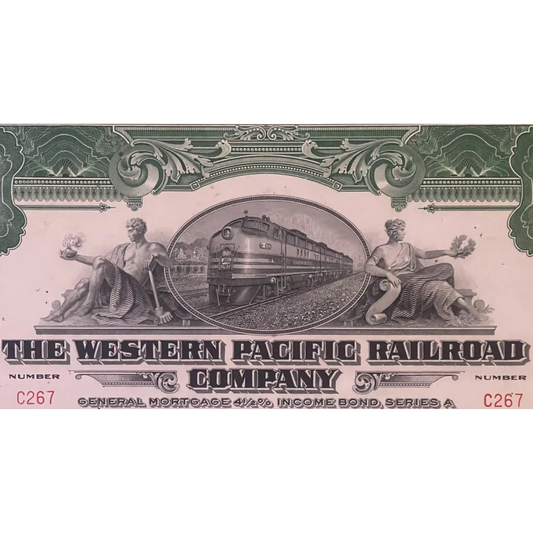 THE WESTERN PACIFIC RAILROAD
COMPANY
NUMBER
C267
NUMBER
C267
GENERAL MORTGAGE 4½% INCOME BOND, SERIES A